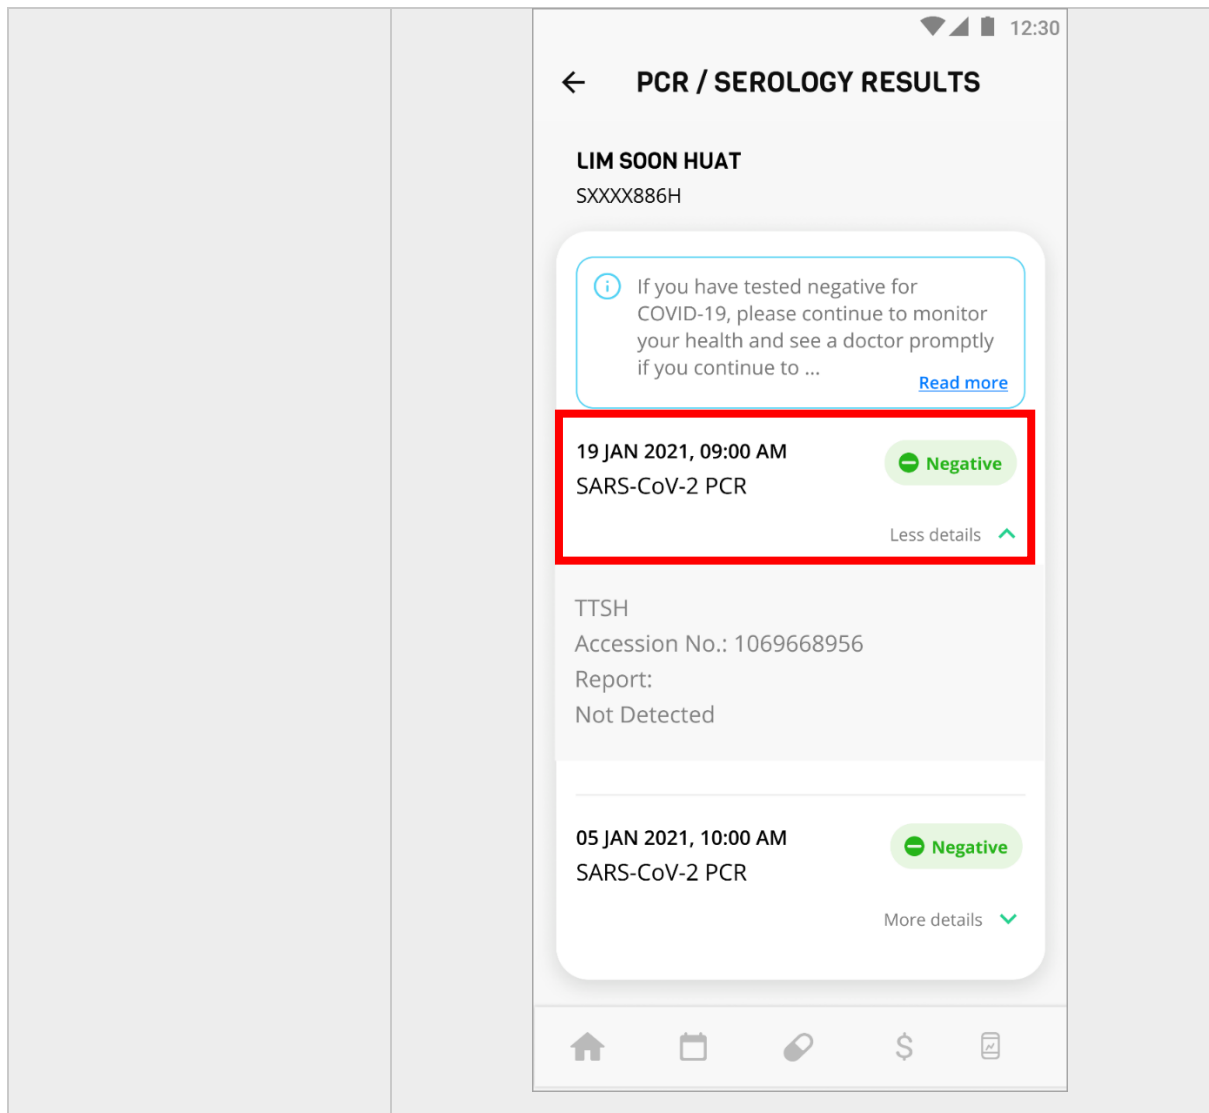 12:30
PCR / SEROLOGY RESULTS
LIM SOON HUAT
SXXXX886H
If you have tested negative for
COVID-19, please continue to monitor
your health and see a doctor promptly
if you continue to ...
Read more
19 JAN 2021, 09:00 AM
Negative
SARS-CoV-2 PCR
Less details
TTSH
Accession No.: 1069668956
Report:
Not Detected
05 JAN 2021, 10:00 AM
Negative
SARS-CoV-2 PCR
More details